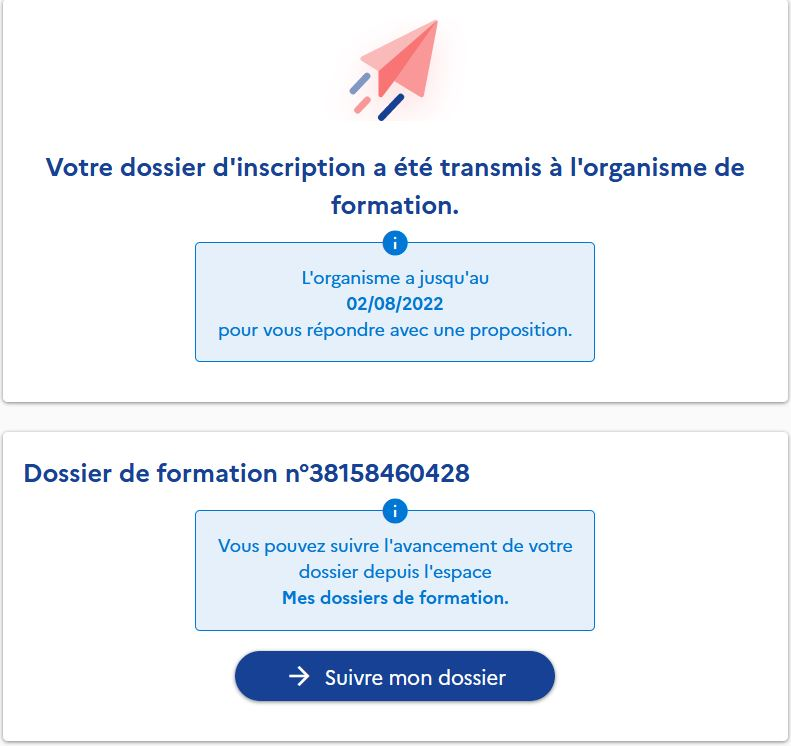 Votre dossier d'inscription a été transmis à l'organisme de
formation.
i
L'organisme a jusqu'au
02/08/2022
pour vous répondre avec une proposition.
Dossier de formation n°38158460428
i
Vous pouvez suivre l'avancement de votre
dossier depuis l'espace
Mes dossiers de formation.
→ Suivre mon dossier